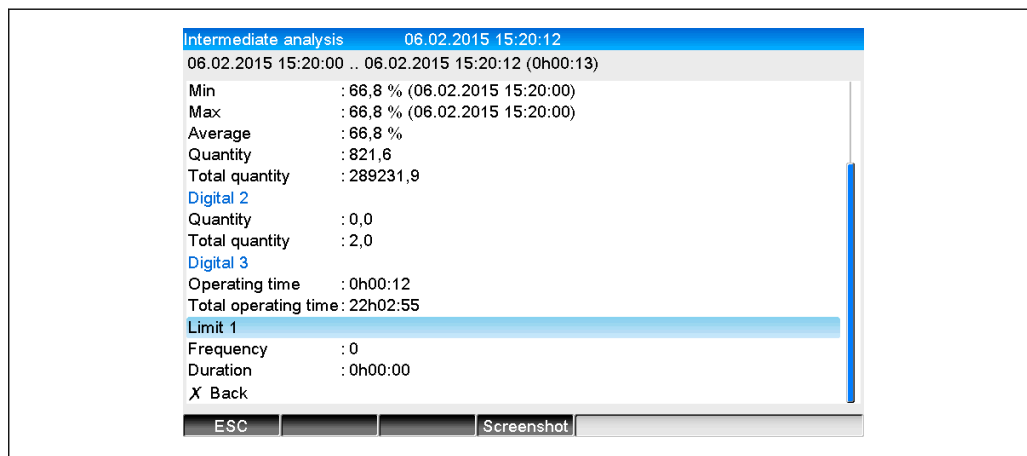 Intermediate analysis 06.02.2015 15:20:12
06.02.2015 15:20:00 .. 06.02.2015 15:20:12 (0h00:13)
Min : 66,8 % (06.02.2015 15:20:00)
Max : 66,8 % (06.02.2015 15:20:00)
Average : 66,8 %
Quantity : 821,6
Total quantity : 289231,9
Digital 2
Quantity : 0,0
Total quantity : 2,0
Digital 3
Operating time : 0h00:12
Total operating time : 22h02:55
Limit 1
Frequency : 0
Duration : 0h00:00
✗ Back
ESC Screenshot